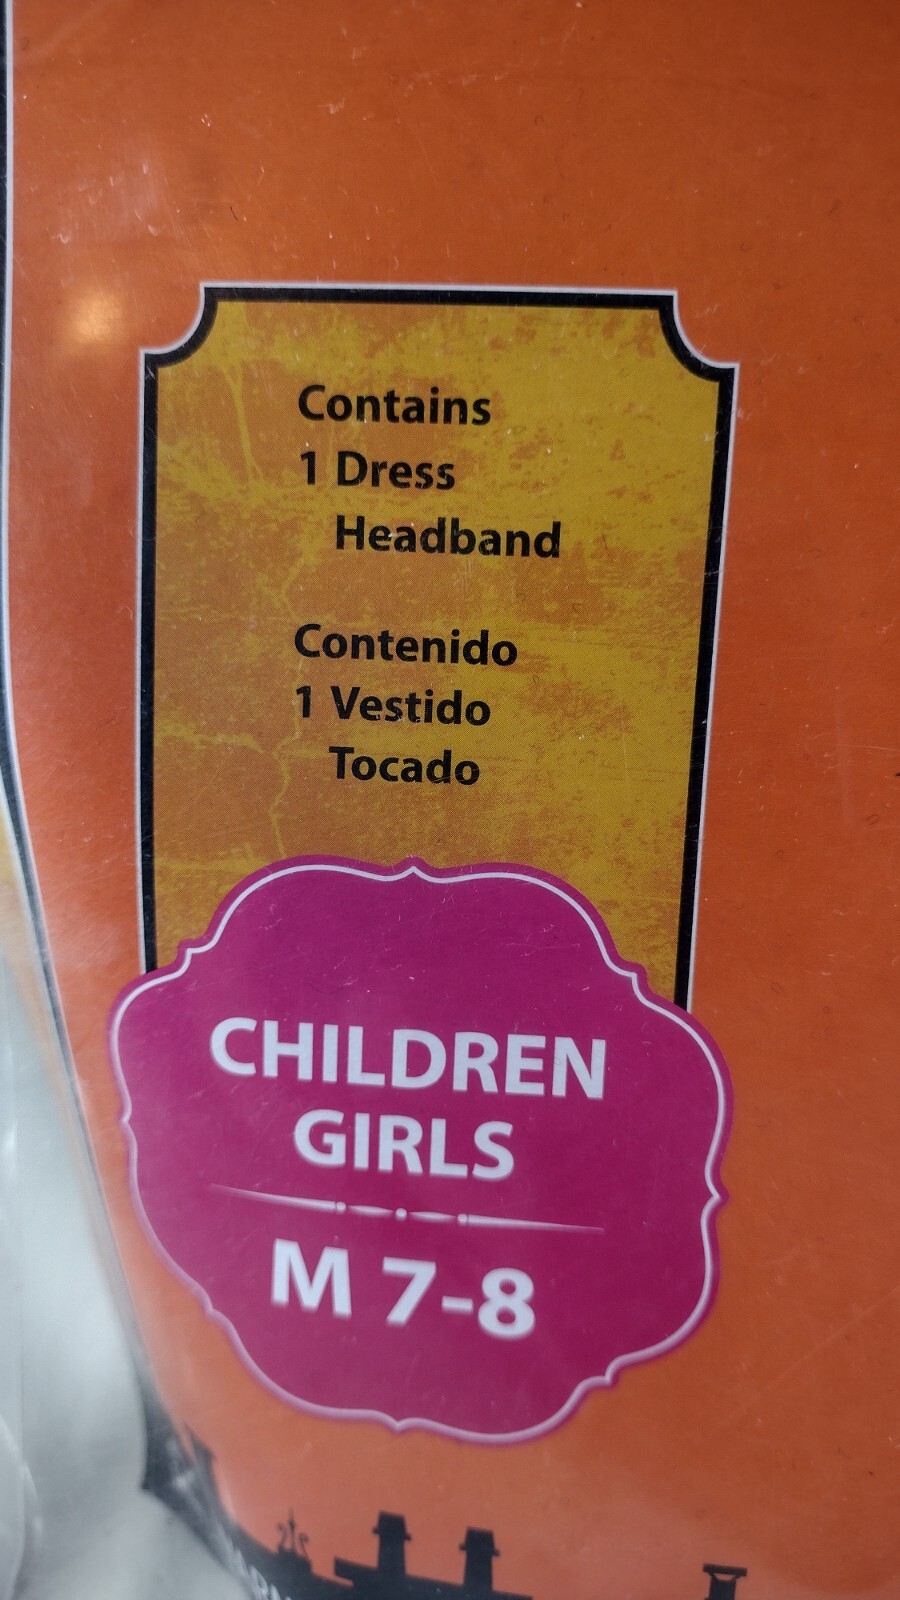 Contains
1 Dress
Headband
Contenido
1 Vestido
Tocado
CHILDREN
GIRLS
M 7-8